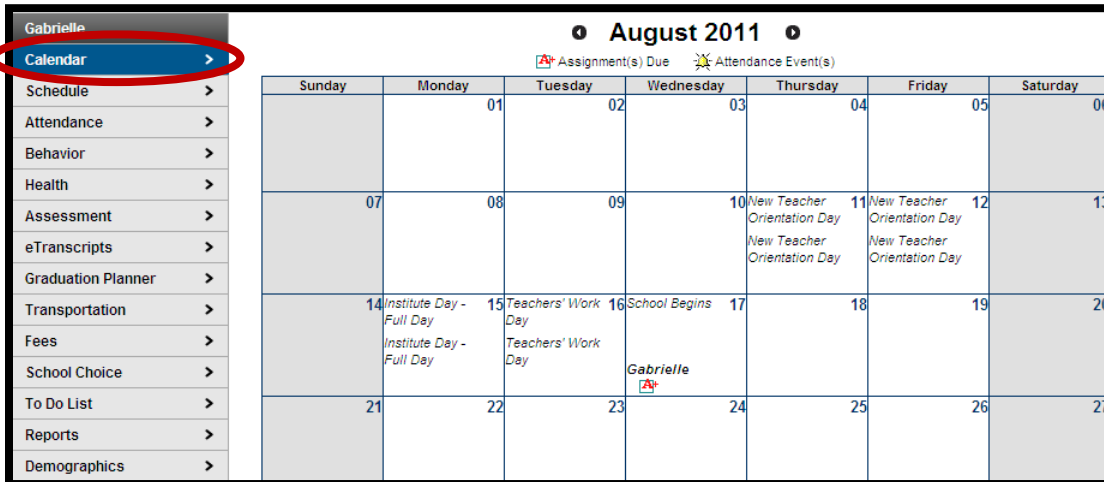 Gabrielle
Calendar
Schedule
Attendance
Behavior
Health
Assessment
eTranscripts
Graduation Planner
Transportation
Fees
School Choice
To Do List
Reports
Demographics
August 2011
A+ Assignment(s) Due Attendance Event(s)
Sunday Monday Tuesday Wednesday Thursday Friday Saturday
01 02 03 04 05
07 08 09 10 11 12
New Teacher
Orientation Day
New Teacher
Orientation Day
New Teacher
Orientation Day
New Teacher
Orientation Day
14 15 16 17 18 19
Institute Day -
Full Day
Institute Day -
Full Day
Teachers' Work
Day
Teachers' Work
Day
School Begins
Gabrielle
A+
21 22 23 24 25 26